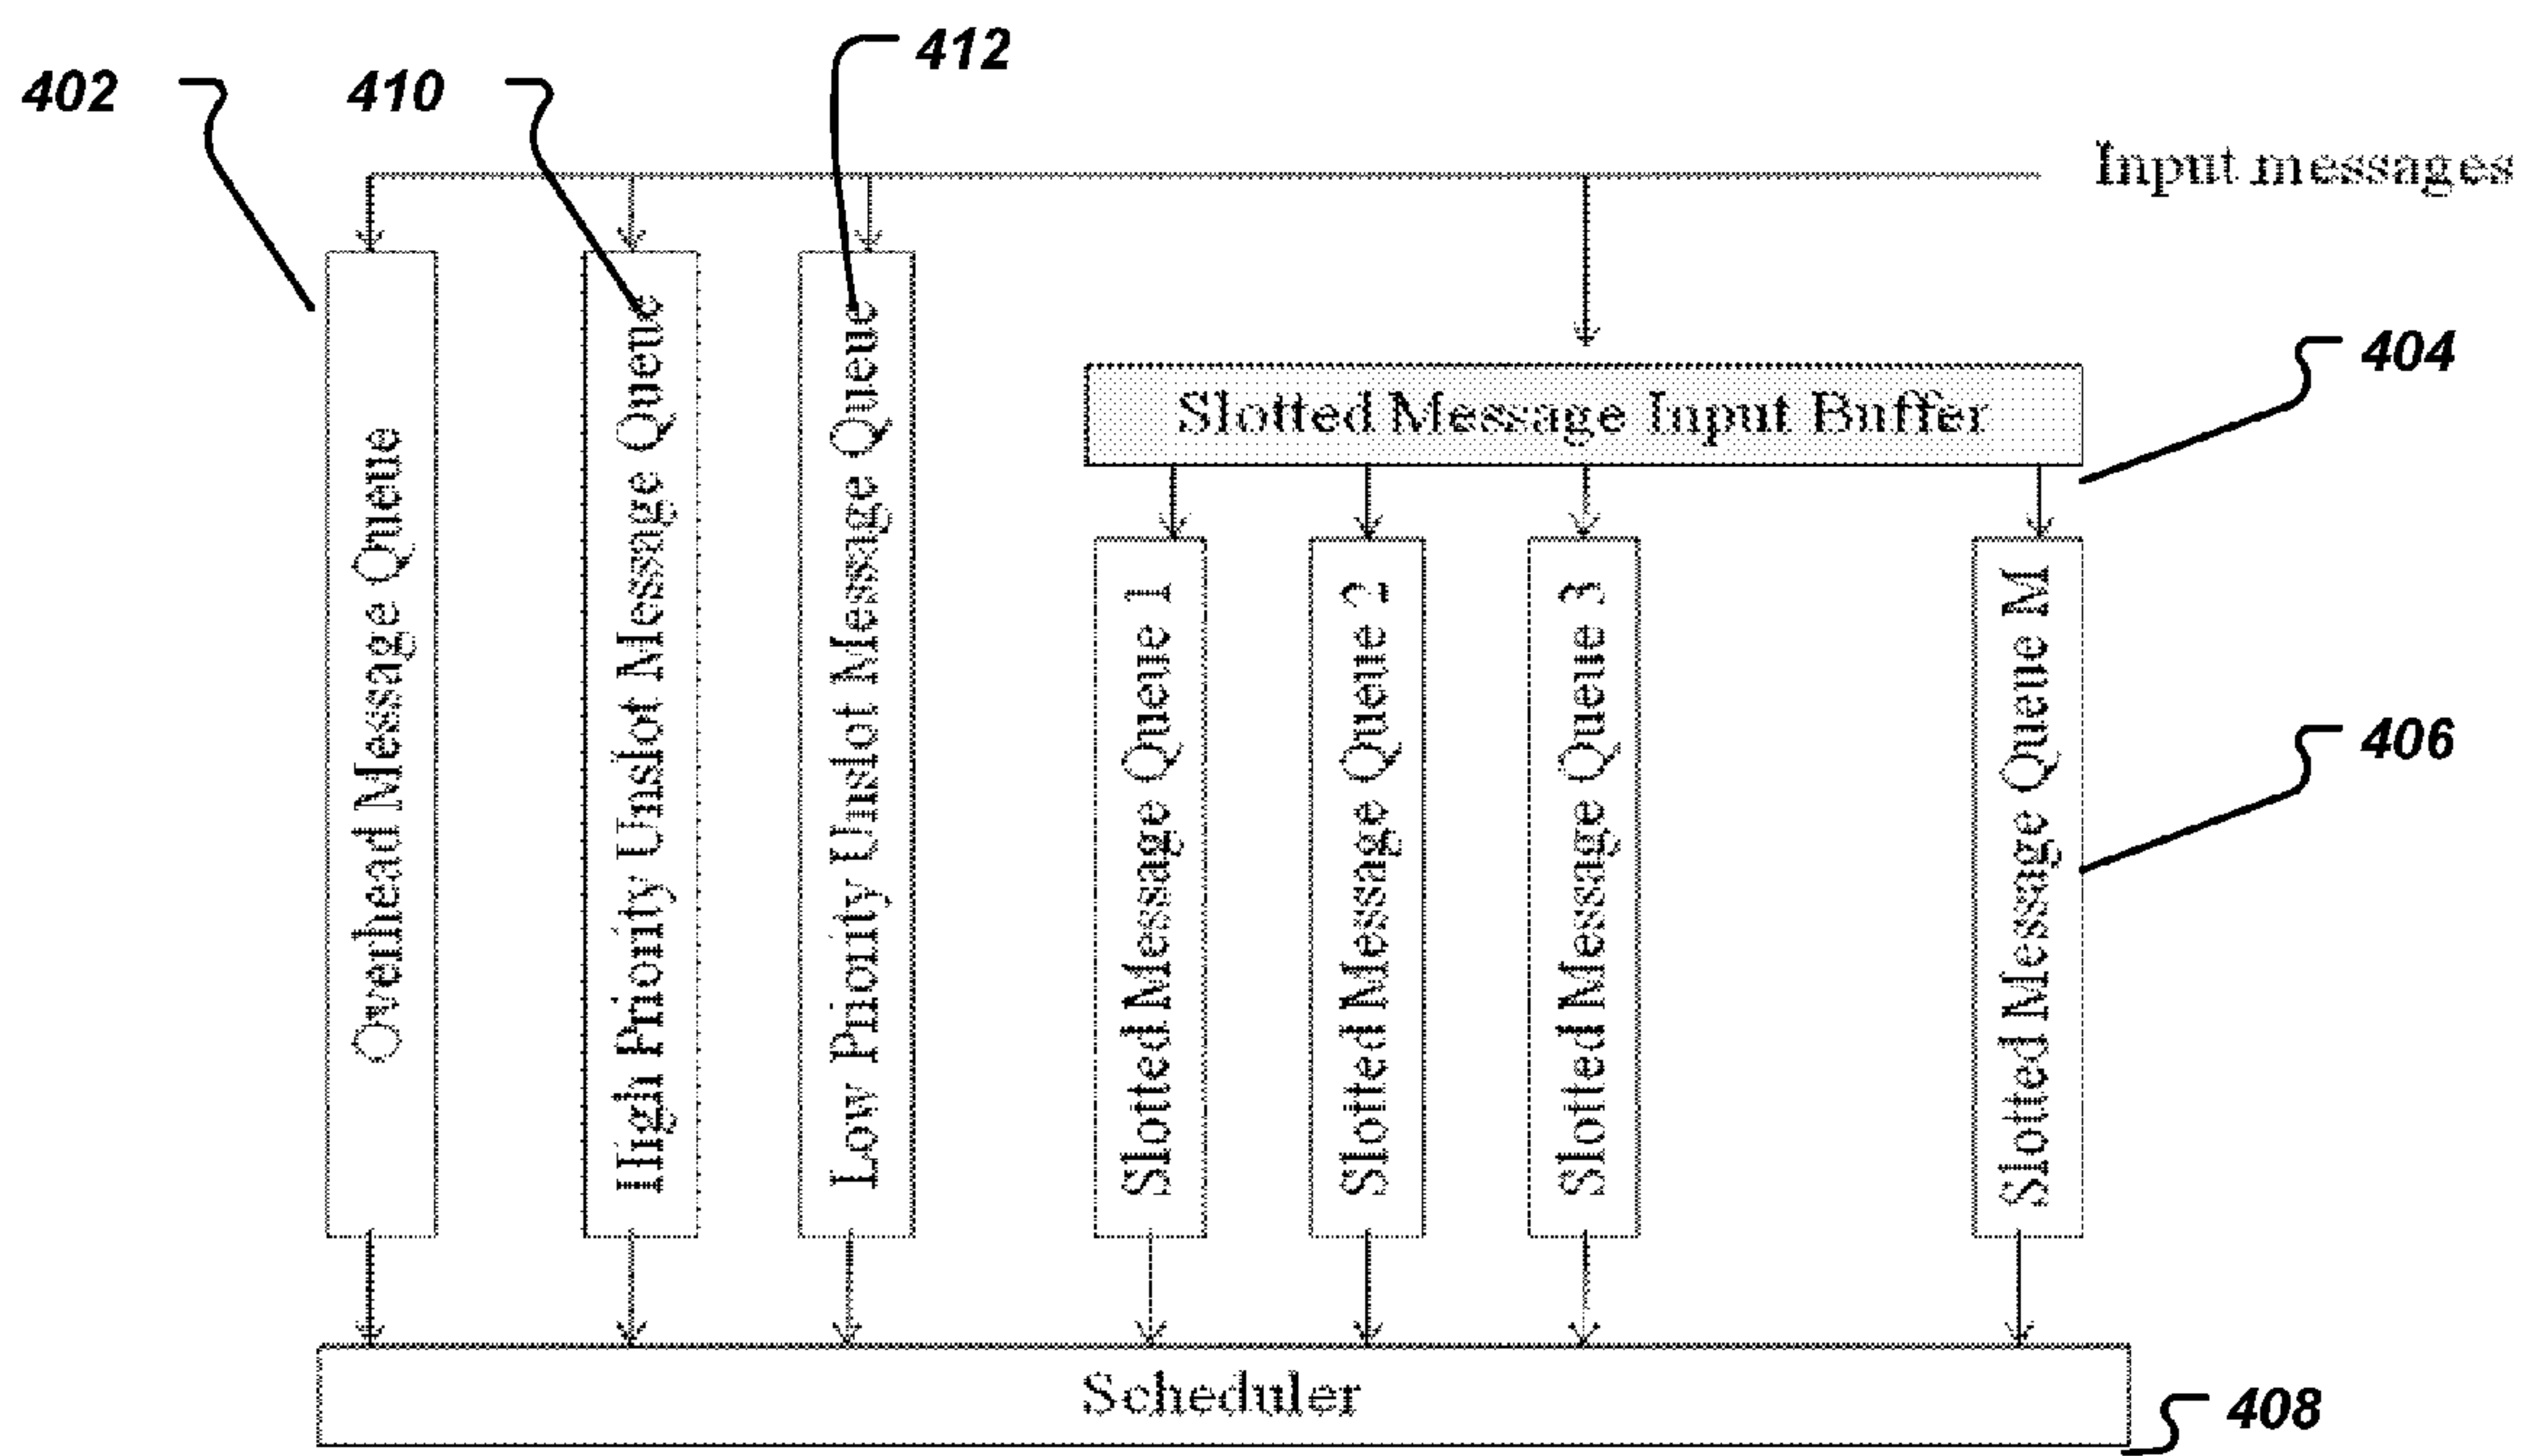 412
402
410
Input messages
404
Slotted Message Input Buffer
Overhead Message Queue
High Priority Unslot Message Queue
Low Priority Unslot Message Queue
Slotted Message Queue 1
Slotted Message Queue 2
Slotted Message Queue 3
Slotted Message Queue M
406
Scheduler
408